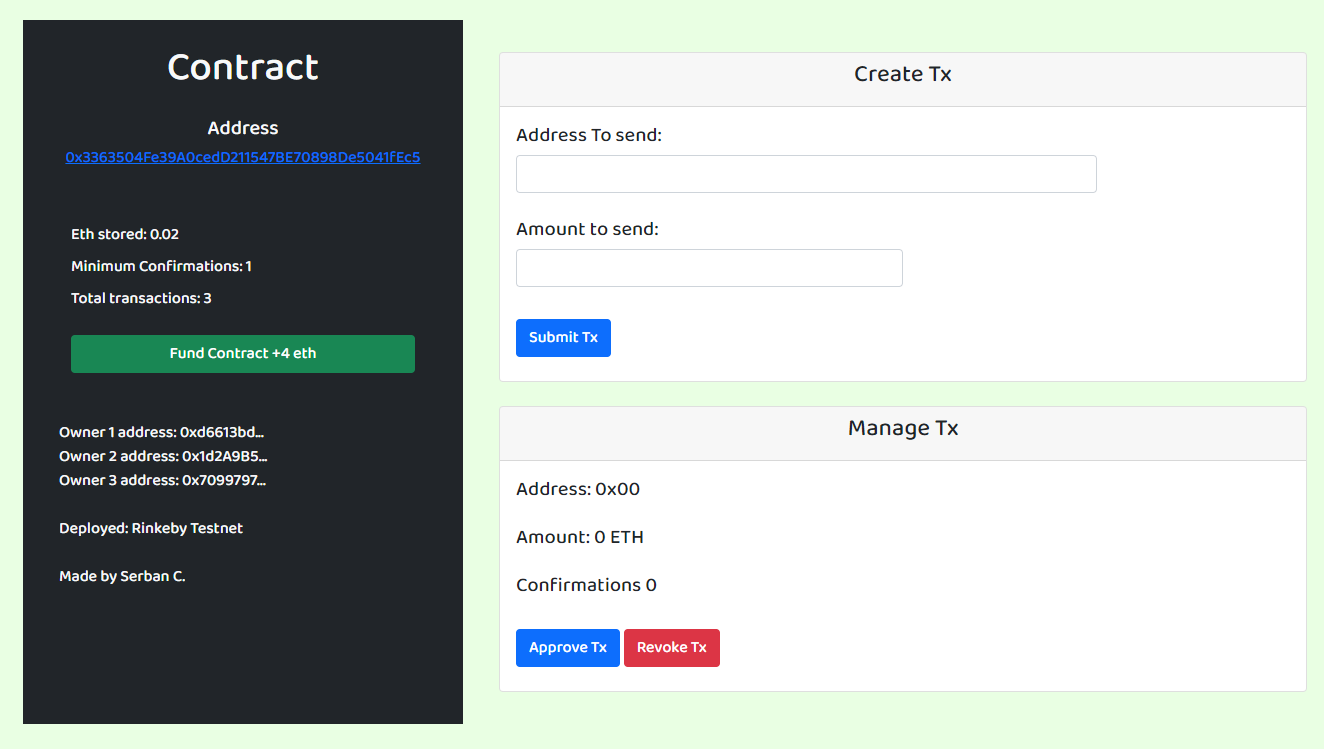 Contract
Address
0x3363504Fe39A0cedD211547BE70898De5041fEc5
Eth stored: 0.02
Minimum Confirmations: 1
Total transactions: 3
Fund Contract +4 eth
Owner 1 address: 0xd6613bd...
Owner 2 address: 0x1d2A9B5...
Owner 3 address: 0x7099797...
Deployed: Rinkeby Testnet
Made by Serban C.
Create Tx
Address To send:
Amount to send:
Submit Tx
Manage Tx
Address: 0x00
Amount: 0 ETH
Confirmations 0
Approve Tx Revoke Tx